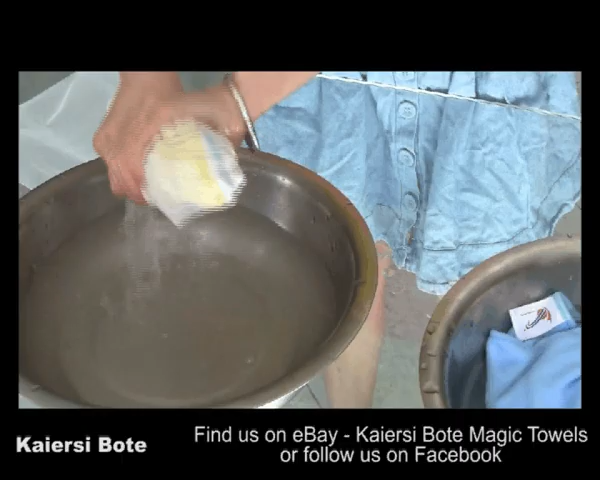 Kaiersi Bote
Find us on eBay - Kaiersi Bote Magic Towels
or follow us on Facebook